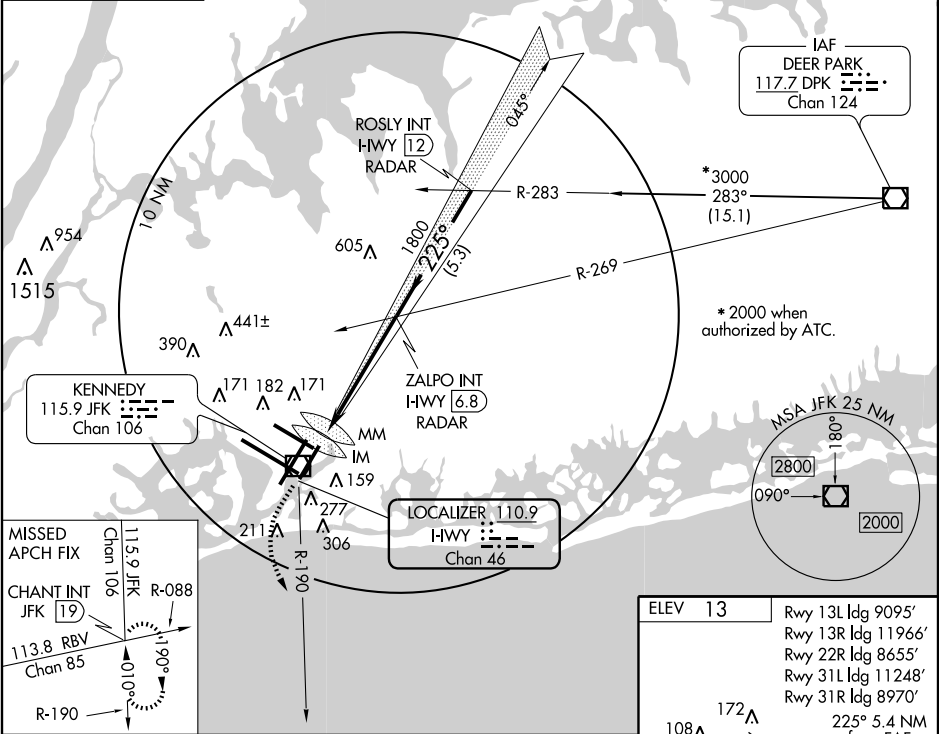 IAF
DEER PARK
117.7 DPK
Chan 124
ROSLY INT
I-IWY 12
RADAR
045°
*3000
283°
(15.1)
R-283
10 NM
1800
225°
(5.3)
954
1515
605
R-269
* 2000 when
authorized by ATC.
441±
390
KENNEDY
115.9 JFK
Chan 106
171
182
171
ZALPO INT
I-IWY 6.8
RADAR
MM
IM
159
277
211
306
LOCALIZER 110.9
I-IWY
Chan 46
R-190
MSA JFK 25 NM
180°
2800
090°
2000
MISSED
APCH FIX
115.9 JFK
Chan 106
CHANT INT
JFK 19
R-088
113.8 RBV
Chan 85
190°
010°
R-190
ELEV 13
Rwy 13L ldg 9095′
Rwy 13R ldg 11966′
Rwy 22R ldg 8655′
Rwy 31L ldg 11248′
Rwy 31R ldg 8970′
172
108
225° 5.4 NM